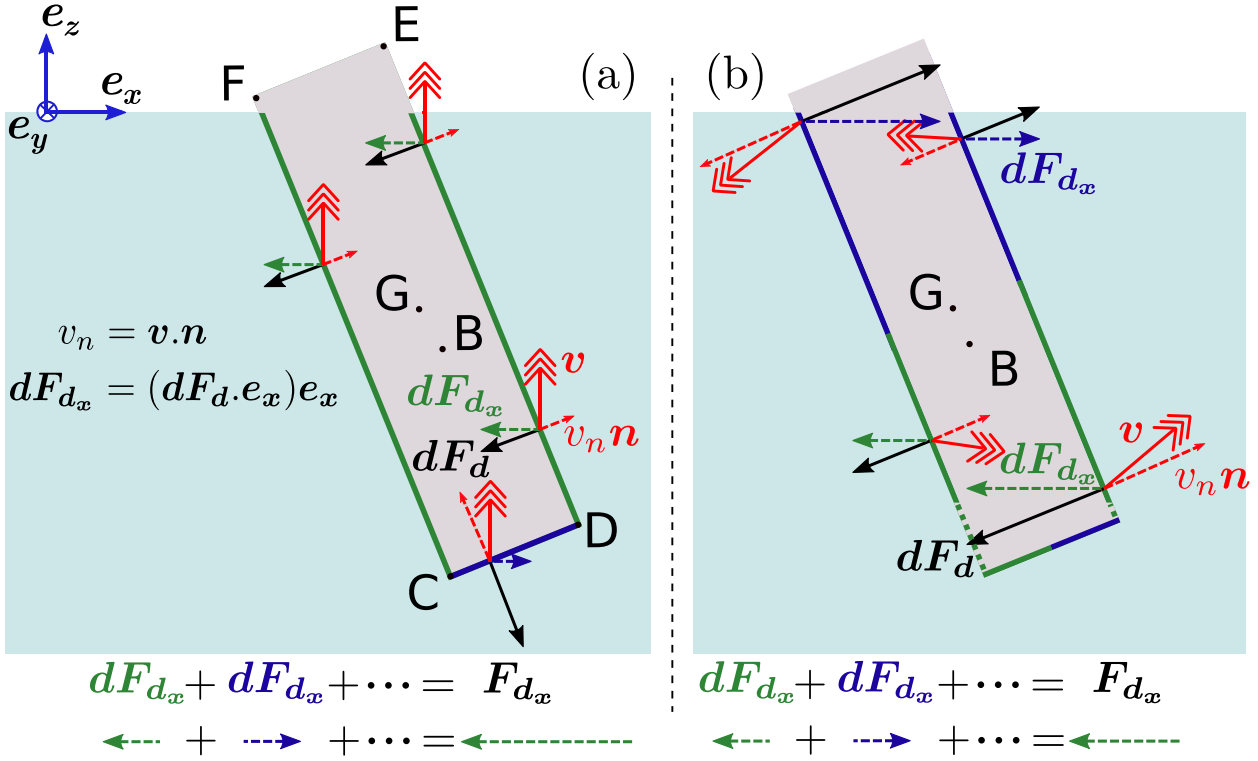 e_z
E
F
(a)
(b)
e_x
e_y
dF_{d_x}
G.
B
v_n = v.n
dF_{d_x} = (dF_d.e_x)e_x
v
dF_{d_x}
v_n n
dF_d
D
C
G.
B
v
dF_{d_x}
v_n n
dF_d
dF_{d_x} + dF_{d_x} + ··· = F_{d_x}
+ + ··· =
dF_{d_x} + dF_{d_x} + ··· = F_{d_x}
+ + ··· =